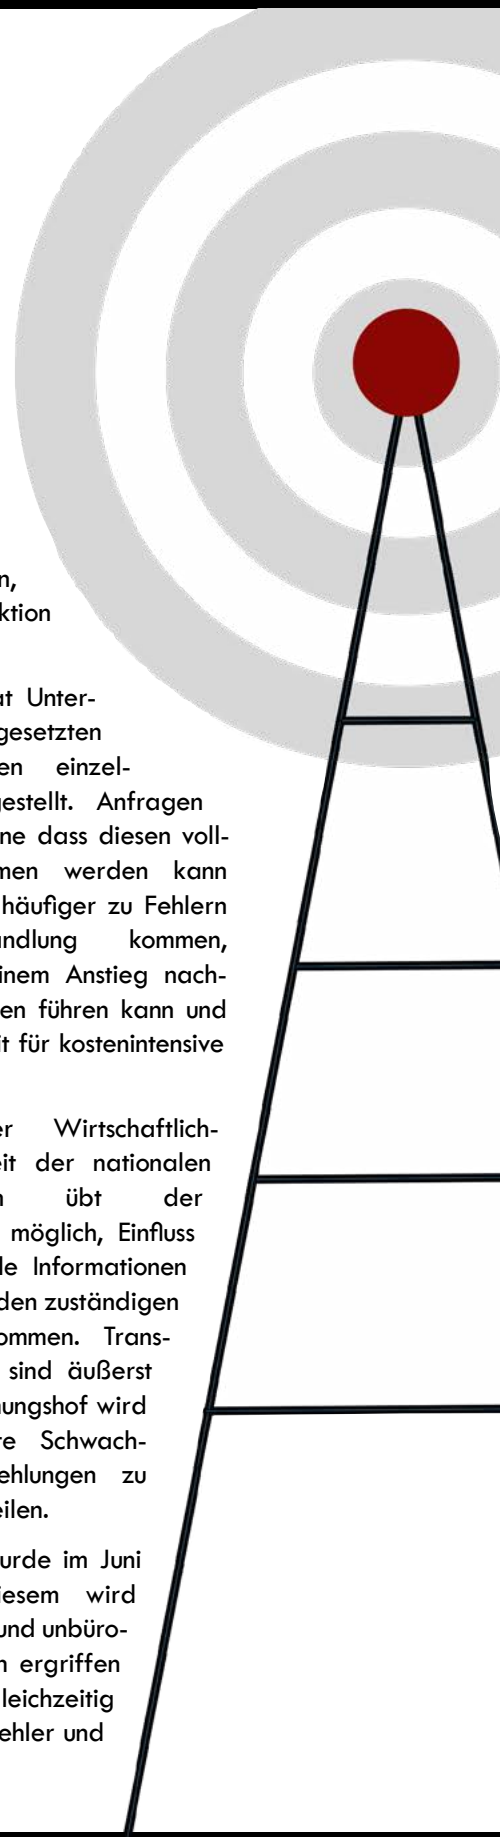 n,
ktion
at Unter-
gesetzten
en einzel-
gestellt. Anfragen
ne dass diesen voll-
men werden kann
häufiger zu Fehlern
andlung kommen,
inem Anstieg nach-
en führen kann und
it für kostenintensive
er Wirtschaftlich-
eit der nationalen
n übt der
möglich, Einfluss
le Informationen
den zuständigen
ommen. Trans-
sind äußerst
nungshof wird
te Schwach-
ehlungen zu
eilen.
urde im Juni
iesem wird
und unbüro-
n ergriffen
leichzeitig
ehler und